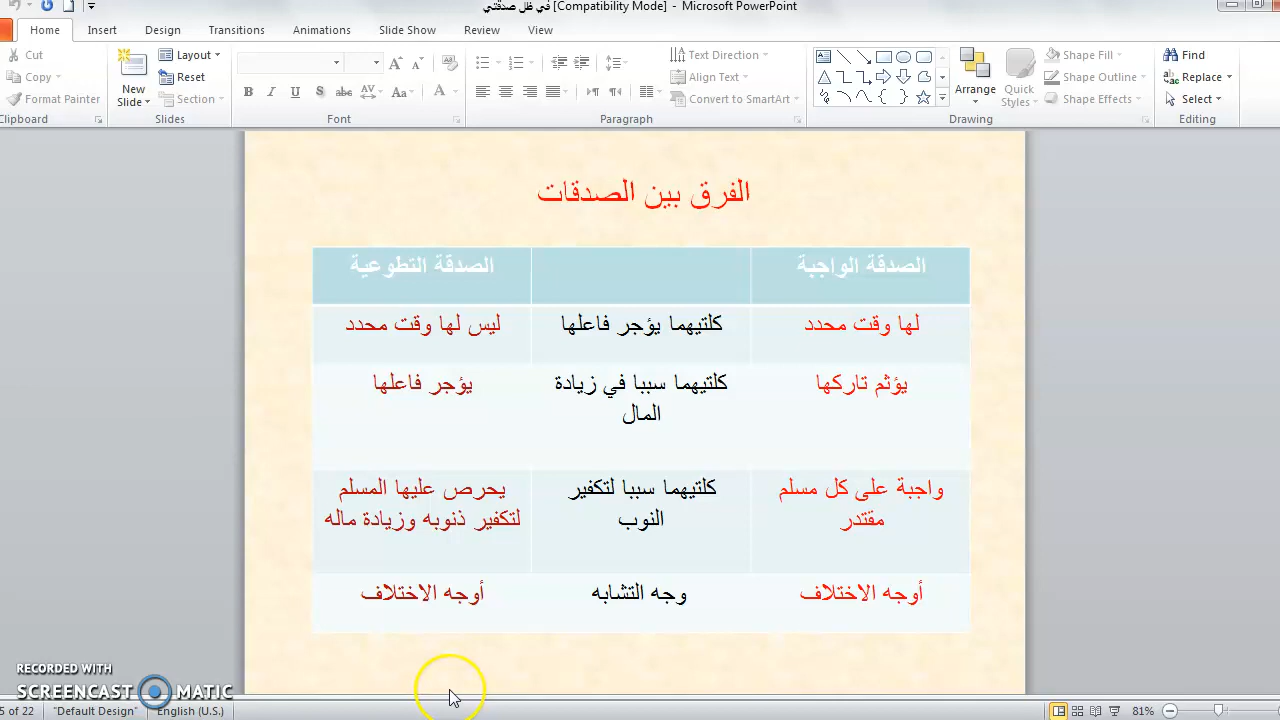 في ظل صدقتي [Compatibility Mode] - Microsoft PowerPoint
Home Insert Design Transitions Animations Slide Show Review View
Cut
Copy
Format Painter
Clipboard
New Slide
Layout
Reset
Section
Slides
Font
Text Direction
Align Text
Convert to SmartArt
Paragraph
Arrange
Quick Styles
Shape Fill
Shape Outline
Shape Effects
Drawing
Find
Replace
Select
Editing
الفرق بين الصدقات
الصدقة الواجبة الصدقة التطوعية
لها وقت محدد كلتيهما يؤجر فاعلها ليس لها وقت محدد
يؤثم تاركها كلتيهما سببا في زيادة يؤجر فاعلها
المال
واجبة على كل مسلم كلتيهما سببا لتكفير يحرص عليها المسلم
مقتدر النوب لتكفير ذنوبه وزيادة ماله
أوجه الاختلاف وجه التشابه أوجه الاختلاف
RECORDED WITH
SCREENCAST MATIC
5 of 22 "Default Design" English (U.S.) 81%